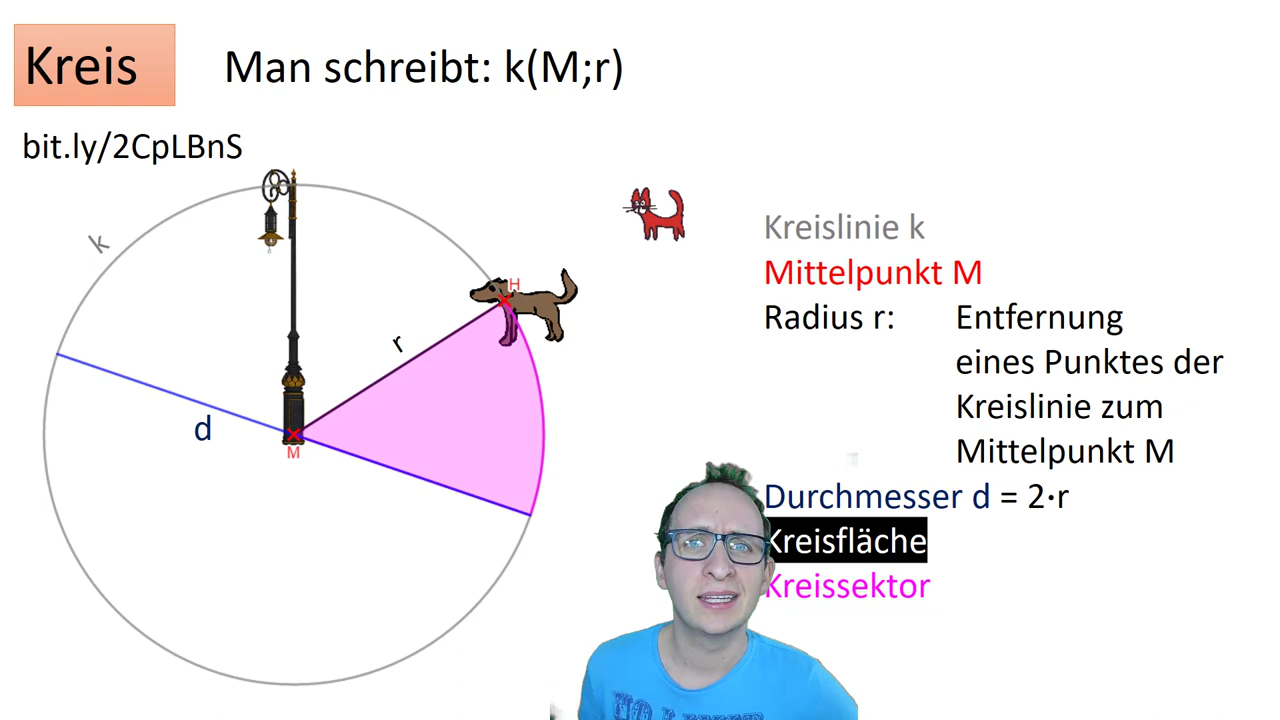 Kreis
Man schreibt: k(M;r)
bit.ly/2CpLBnS
k
H
r
d
M
Kreislinie k
Mittelpunkt M
Radius r: Entfernung
eines Punktes der
Kreislinie zum
Mittelpunkt M
Durchmesser d = 2·r
Kreisfläche
Kreissektor